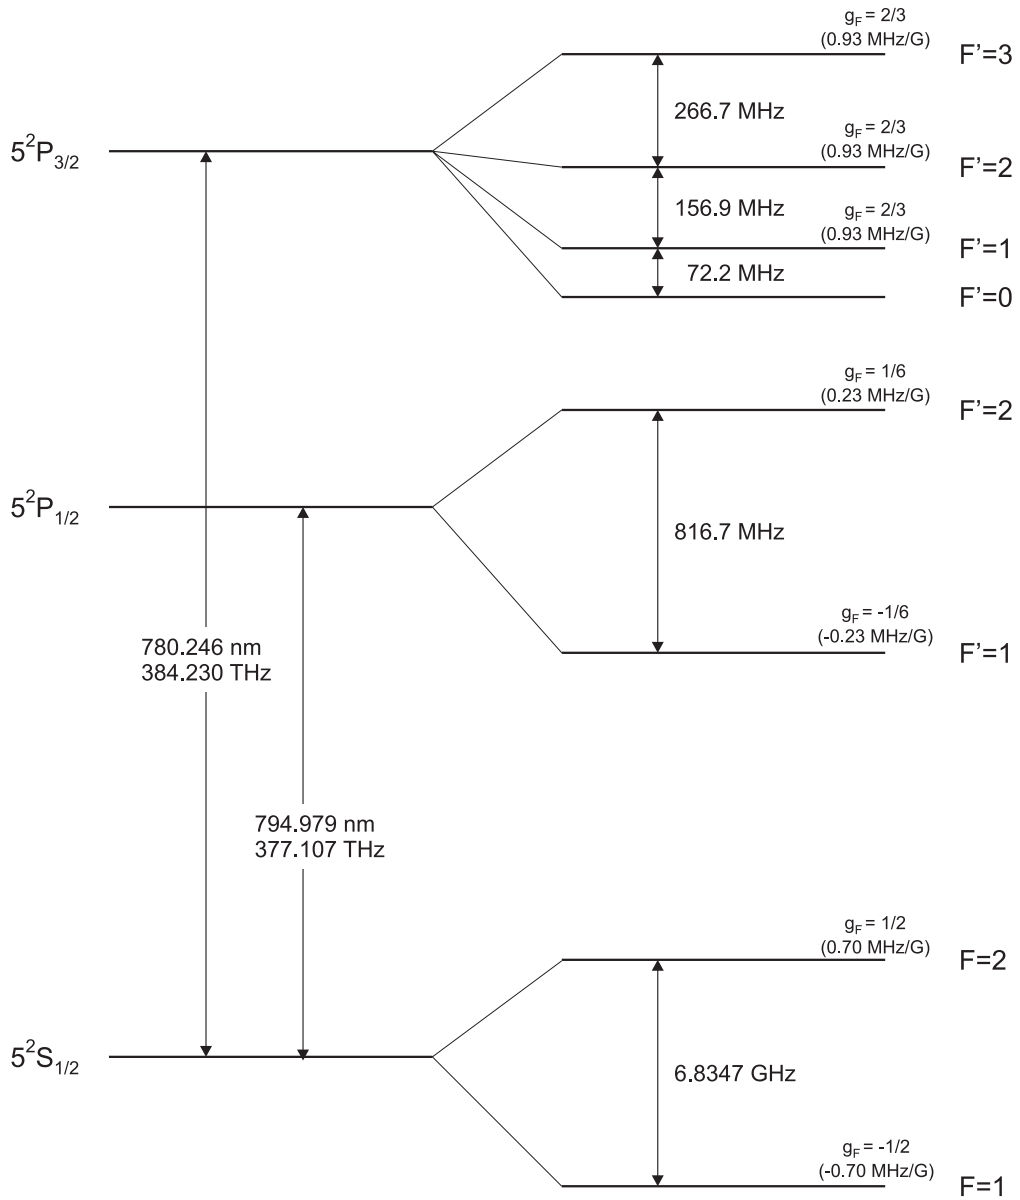 g_F = 2/3
(0.93 MHz/G)
F'=3
266.7 MHz
5²P_3/2
g_F = 2/3
(0.93 MHz/G)
F'=2
156.9 MHz
g_F = 2/3
(0.93 MHz/G)
F'=1
72.2 MHz
F'=0
g_F = 1/6
(0.23 MHz/G)
F'=2
5²P_1/2
816.7 MHz
g_F = -1/6
(-0.23 MHz/G)
F'=1
780.246 nm
384.230 THz
794.979 nm
377.107 THz
g_F = 1/2
(0.70 MHz/G)
F=2
5²S_1/2
6.8347 GHz
g_F = -1/2
(-0.70 MHz/G)
F=1